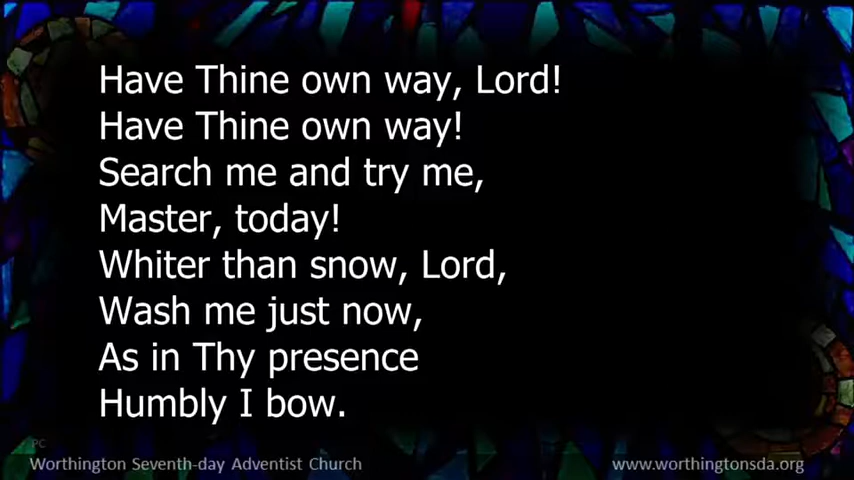 Have Thine own way, Lord!
Have Thine own way!
Search me and try me,
Master, today!
Whiter than snow, Lord,
Wash me just now,
As in Thy presence
Humbly I bow.
PC
Worthington Seventh-day Adventist Church
www.worthingtonsda.org